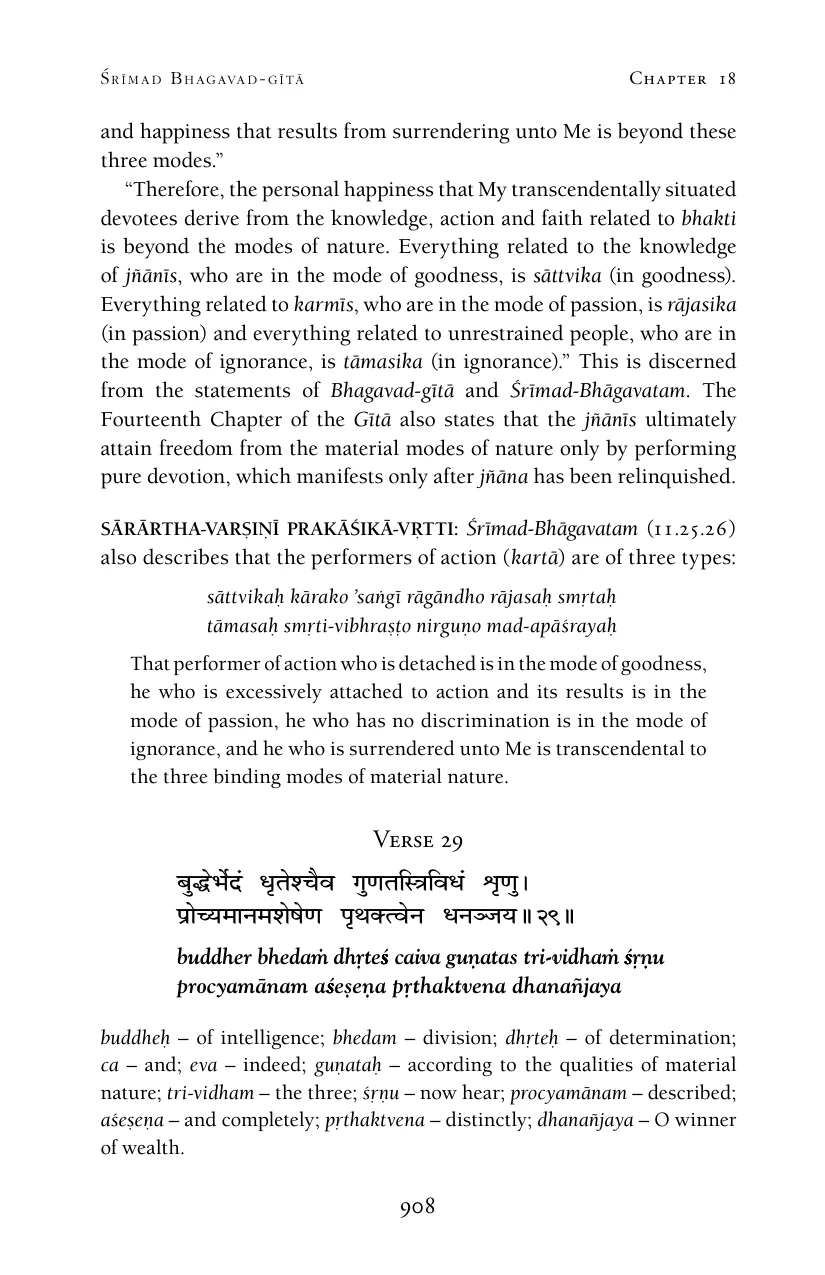 Śrīmad Bhagavad-gītā Chapter 18
and happiness that results from surrendering unto Me is beyond these
three modes.”
“Therefore, the personal happiness that My transcendentally situated
devotees derive from the knowledge, action and faith related to bhakti
is beyond the modes of nature. Everything related to the knowledge
of jñānīs, who are in the mode of goodness, is sāttvika (in goodness).
Everything related to karmīs, who are in the mode of passion, is rājasika
(in passion) and everything related to unrestrained people, who are in
the mode of ignorance, is tāmasika (in ignorance).” This is discerned
from the statements of Bhagavad-gītā and Śrīmad-Bhāgavatam. The
Fourteenth Chapter of the Gītā also states that the jñānīs ultimately
attain freedom from the material modes of nature only by performing
pure devotion, which manifests only after jñāna has been relinquished.
SĀRĀRTHA-VARṢIṆĪ PRAKĀŚIKĀ-VṚTTI: Śrīmad-Bhāgavatam (11.25.26)
also describes that the performers of action (kartā) are of three types:
sāttvikaḥ kārako ’saṅgī rāgāndho rājasaḥ smṛtaḥ
tāmasaḥ smṛti-vibhraṣṭo nirguṇo mad-apāśrayaḥ
That performer of action who is detached is in the mode of goodness,
he who is excessively attached to action and its results is in the
mode of passion, he who has no discrimination is in the mode of
ignorance, and he who is surrendered unto Me is transcendental to
the three binding modes of material nature.
Verse 29
बुद्धेर्भेदं धृतेश्चैव गुणतस्त्रिविधं शृणु।
प्रोच्यमानमशेषेण पृथक्त्वेन धनञ्जय॥२९॥
buddher bhedaṁ dhṛteś caiva guṇatas tri-vidhaṁ śṛṇu
procyamānam aśeṣeṇa pṛthaktvena dhanañjaya
buddheḥ – of intelligence; bhedam – division; dhṛteḥ – of determination;
ca – and; eva – indeed; guṇataḥ – according to the qualities of material
nature; tri-vidham – the three; śṛṇu – now hear; procyamānam – described;
aśeṣeṇa – and completely; pṛthaktvena – distinctly; dhanañjaya – O winner
of wealth.
908